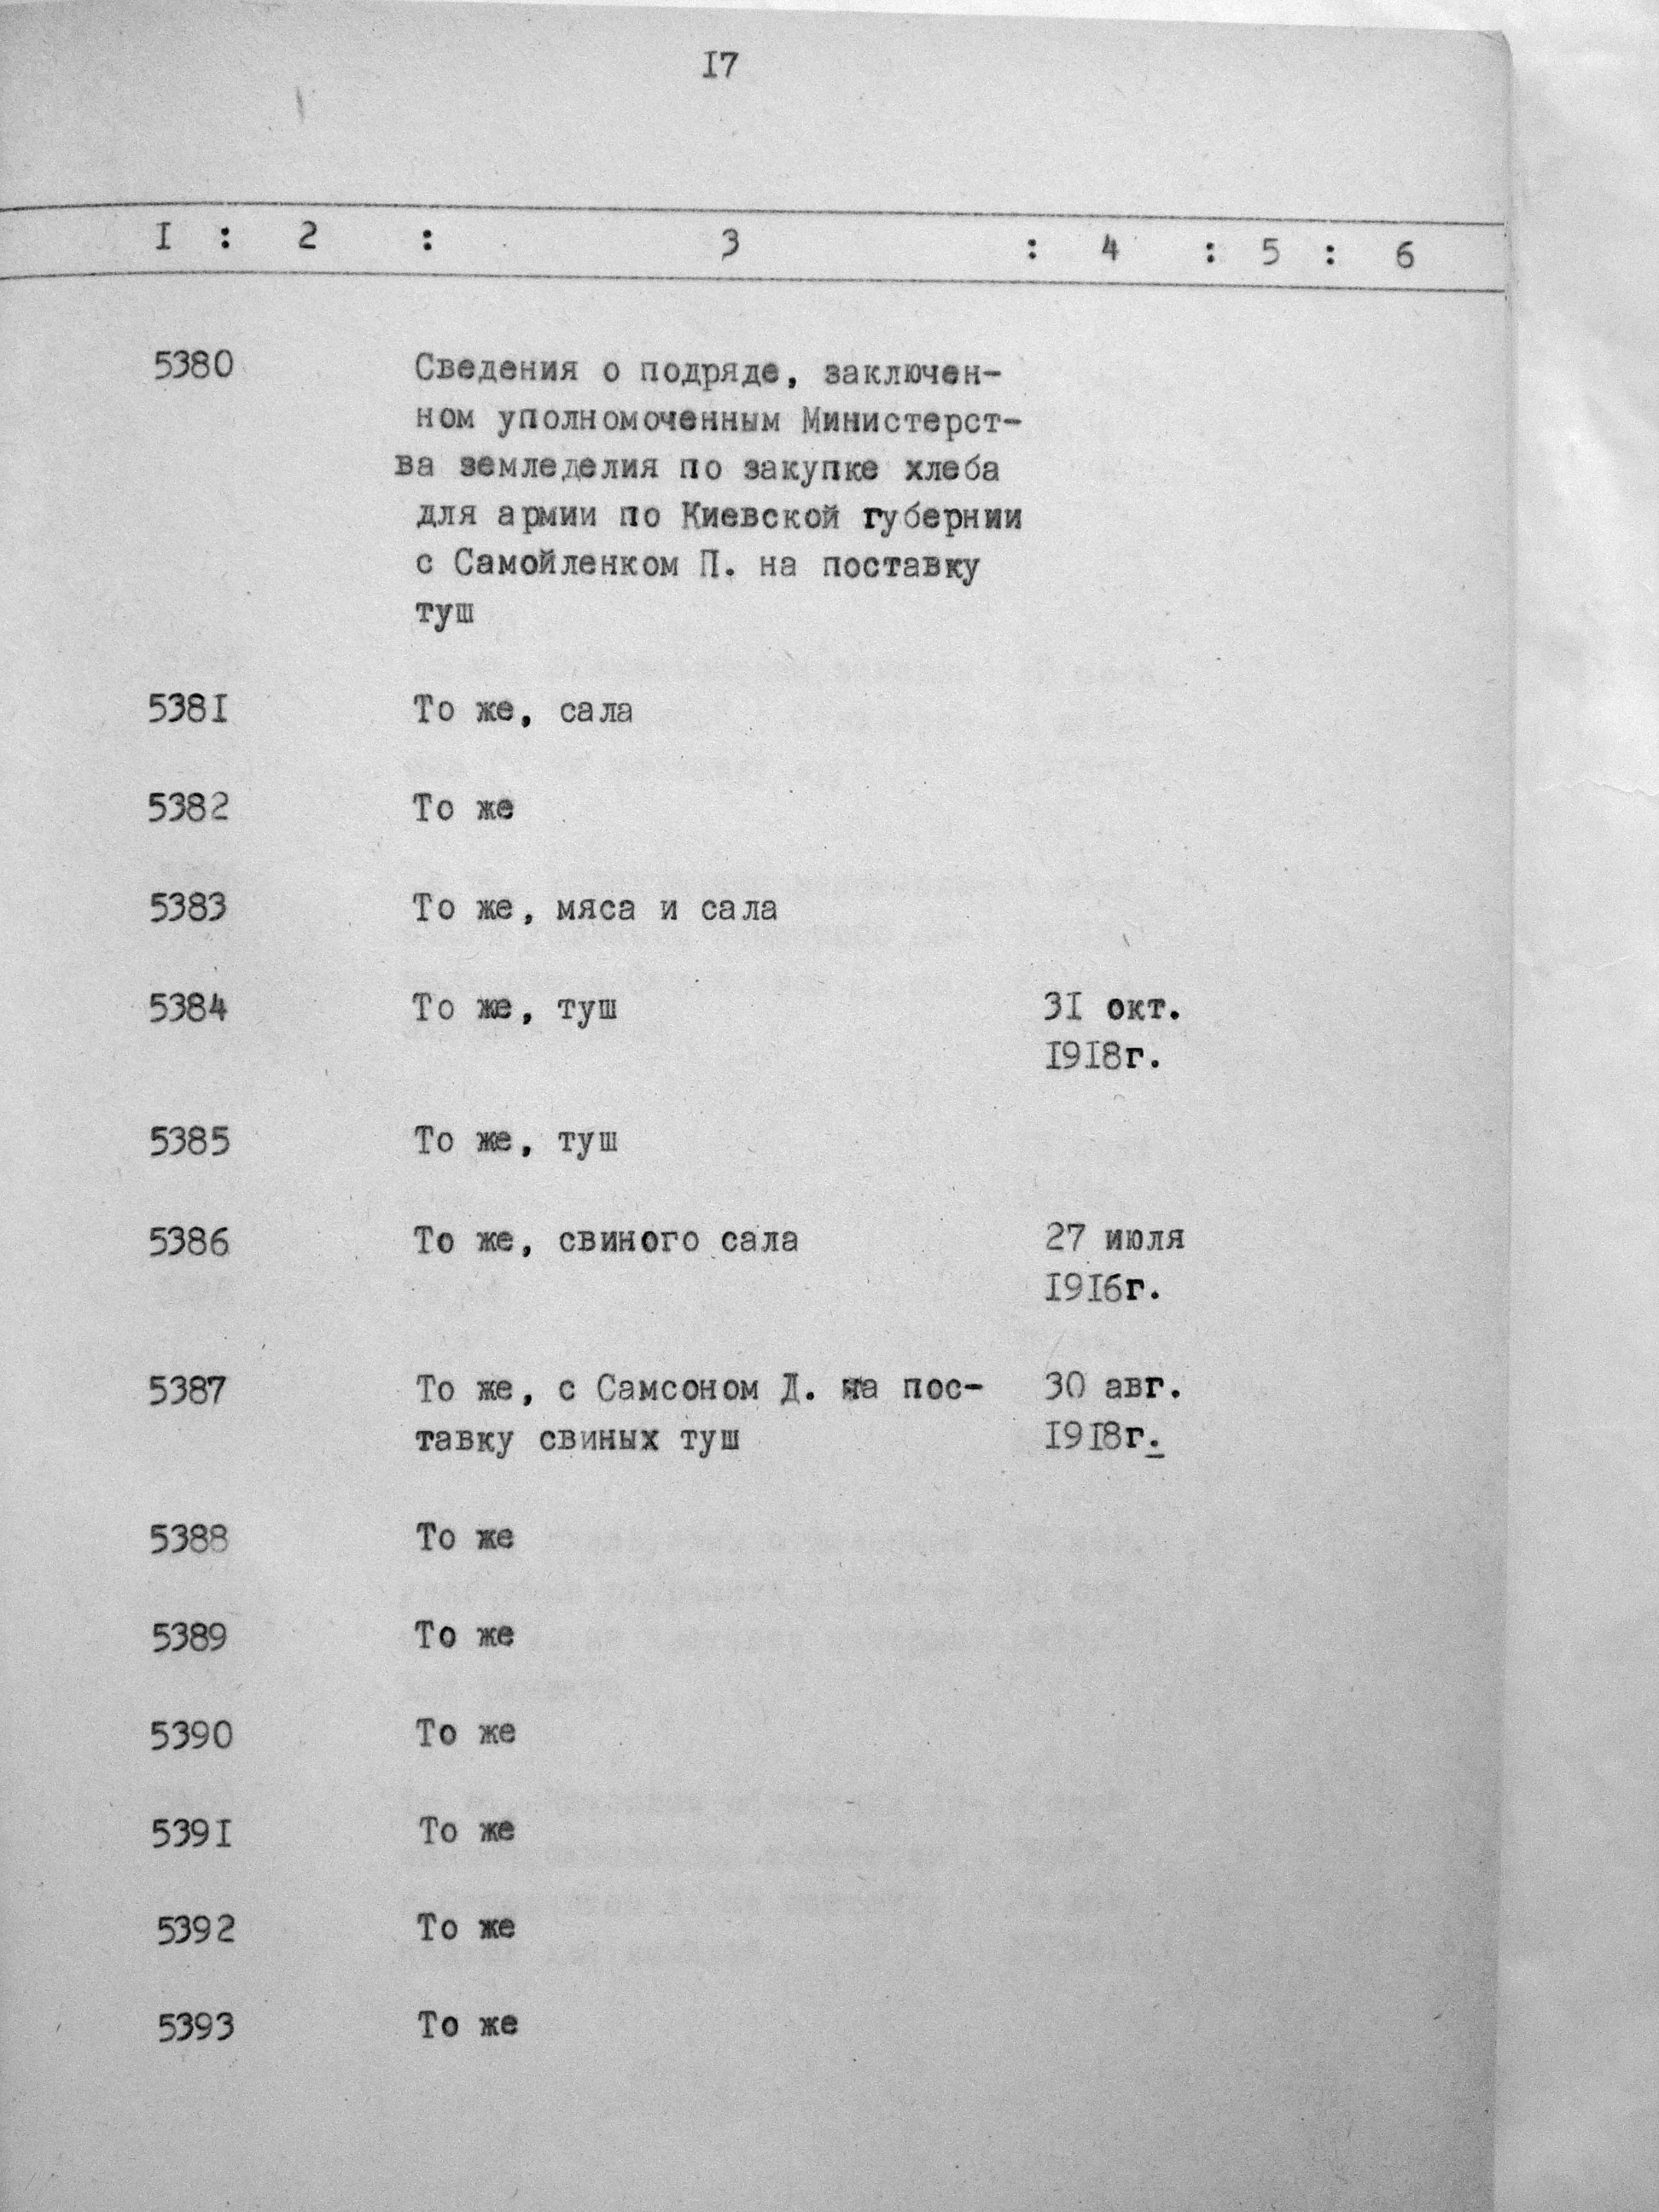 I7
I : 2 : 3 : 4 : 5 : 6
5380 Сведения о подряде, заключен-
ном уполномоченным Министерст-
ва земледелия по закупке хлеба
для армии по Киевской губернии
с Самойленком П. на поставку
туш
538I То же, сала
5382 То же
5383 То же, мяса и сала
5384 То же, туш 3I окт.
I9I8г.
5385 То же, туш
5386 То же, свиного сала 27 июля
I9I6г.
5387 То же, с Самсоном Д. на пос- 30 авг.
тавку свиных туш I9I8г.
5388 То же
5389 То же
5390 То же
539I То же
5392 То же
5393 То же